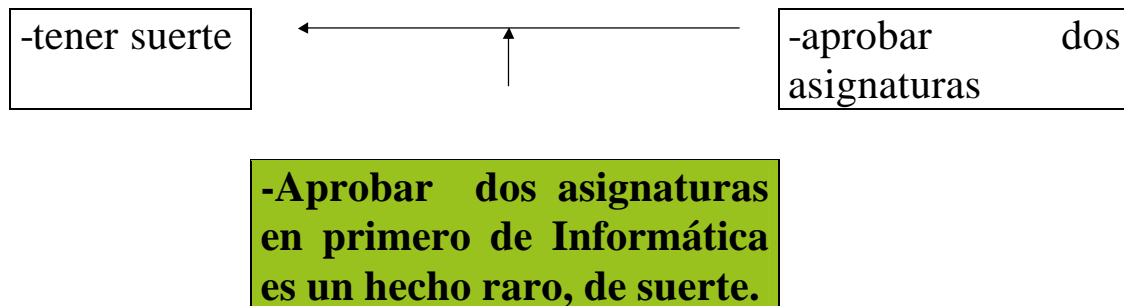 -tener suerte
-aprobar dos
asignaturas
-Aprobar dos asignaturas
en primero de Informática
es un hecho raro, de suerte.